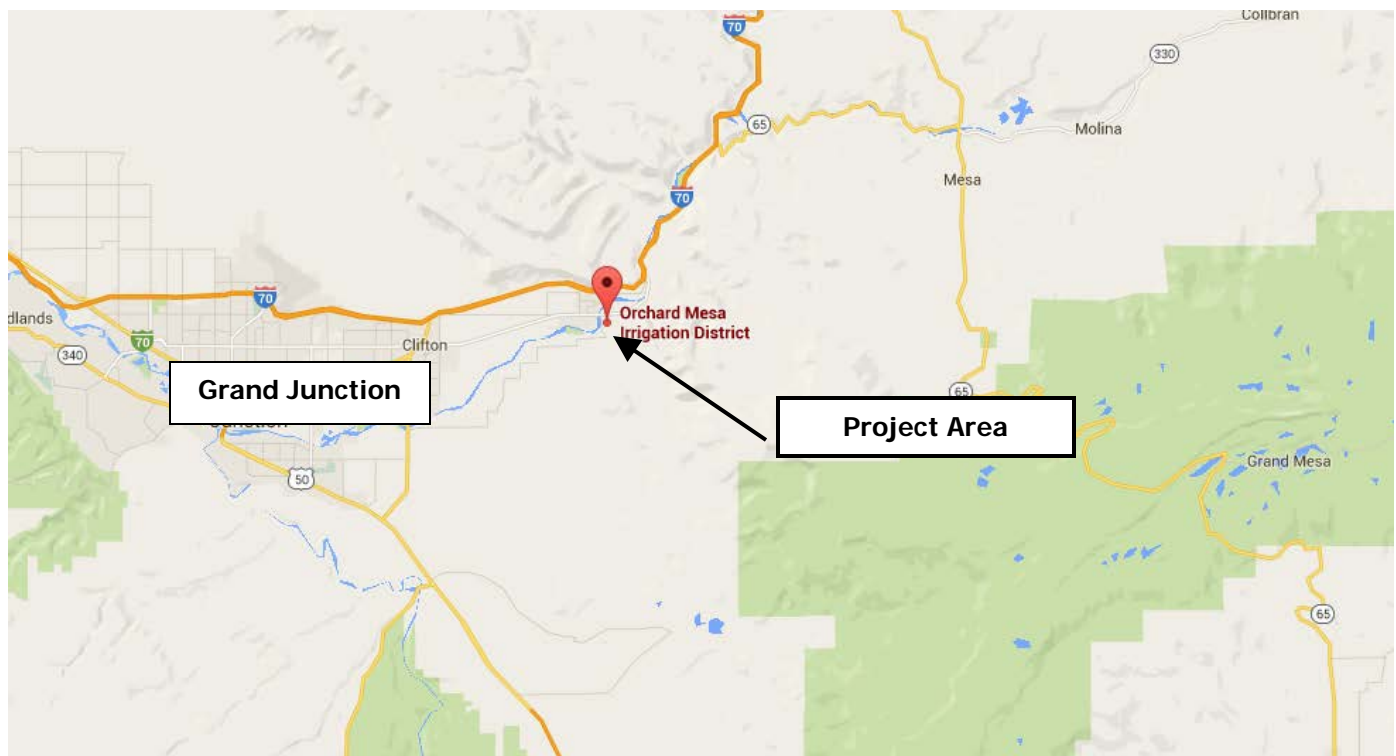 Collbran
70
330
65
Molina
Mesa
70
70
Orchard Mesa
Irrigation District
dlands
70
Clifton
340
Grand Junction
65
Project Area
Junction
Grand Mesa
50
65